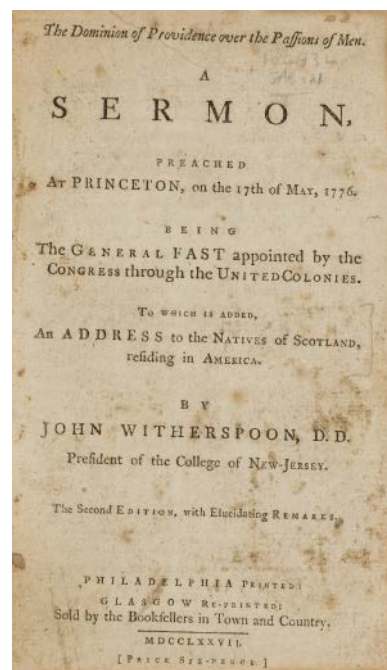 The Dominion of Providence over the Paſſions of Men.
A
SERMON,
PREACHED
AT PRINCETON, on the 17th of MAY, 1776.
BEING
The GENERAL FAST appointed by the
CONGRESS through the UNITED COLONIES.
TO WHICH IS ADDED,
An ADDRESS to the NATIVES of SCOTLAND,
reſiding in AMERICA.
BY
JOHN WITHERSPOON, D.D.
Preſident of the College of NEW-JERSEY.
The Second EDITION, with Elucidating REMARKS.
PHILADELPHIA PRINTED:
GLASGOW RE-PRINTED;
Sold by the Bookſellers in Town and Country.
MDCCLXXVII.
[PRICE SIX-PENCE]